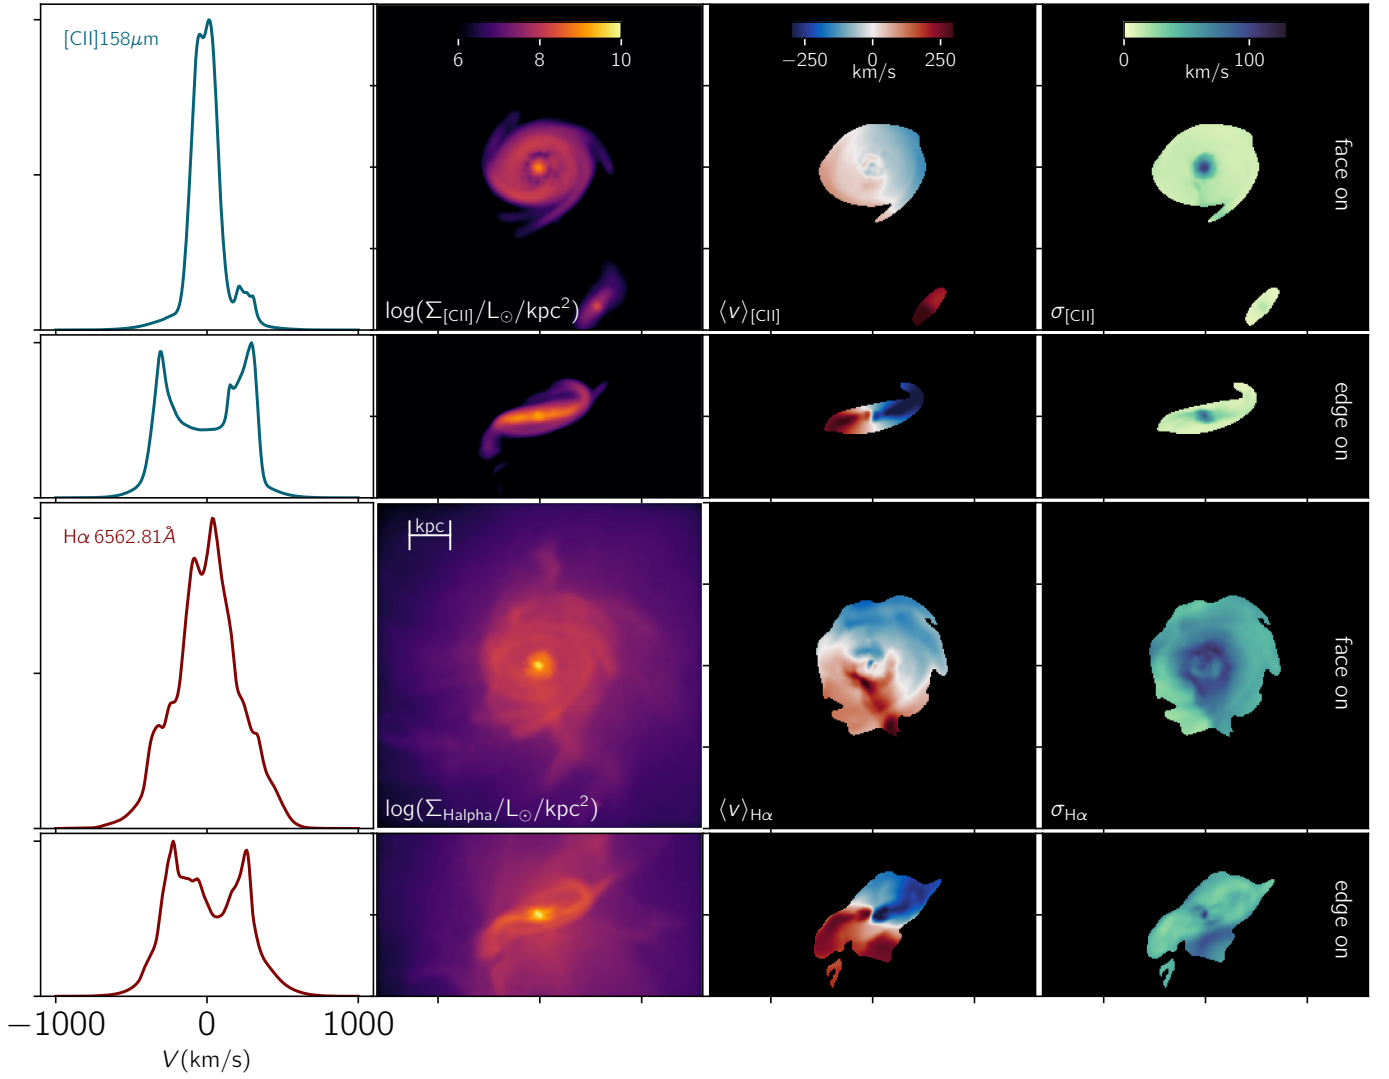 [CII]158μm
6 8 10
−250 0 250
km/s
0 100
km/s
face on
log(Σ[CII]/L⊙/kpc²)
⟨v⟩[CII]
σ[CII]
edge on
Hα 6562.81Å
kpc
face on
log(ΣHalpha/L⊙/kpc²)
⟨v⟩Hα
σHα
edge on
−1000 0 1000
V(km/s)